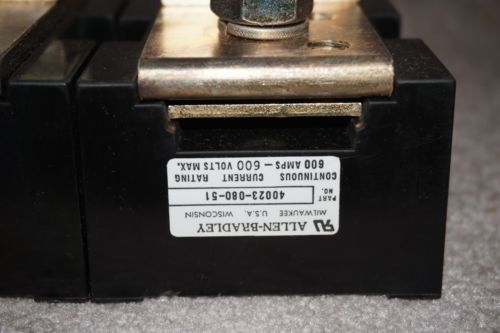 ALLEN-BRADLEY
MILWAUKEE U.S.A. WISCONSIN
PART NO. 40023-080-51
CONTINUOUS CURRENT RATING
600 AMPS — 600 VOLTS MAX.